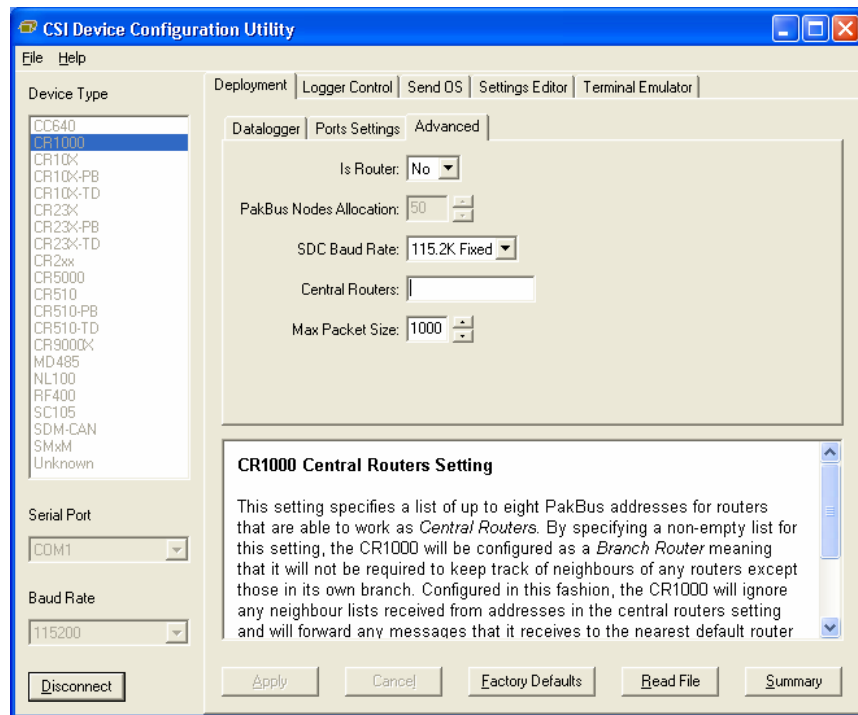 CSI Device Configuration Utility
File Help
Device Type
CC640
CR1000
CR10X
CR10X-PB
CR10X-TD
CR23X
CR23X-PB
CR23X-TD
CR2xx
CR5000
CR510
CR510-PB
CR510-TD
CR9000X
MD485
NL100
RF400
SC105
SDM-CAN
SMxM
Unknown
Serial Port
COM1
Baud Rate
115200
Disconnect
Deployment Logger Control Send OS Settings Editor Terminal Emulator
Datalogger Ports Settings Advanced
Is Router: No
PakBus Nodes Allocation: 50
SDC Baud Rate: 115.2K Fixed
Central Routers:
Max Packet Size: 1000
CR1000 Central Routers Setting
This setting specifies a list of up to eight PakBus addresses for routers
that are able to work as Central Routers. By specifying a non-empty list for
this setting, the CR1000 will be configured as a Branch Router meaning
that it will not be required to keep track of neighbours of any routers except
those in its own branch. Configured in this fashion, the CR1000 will ignore
any neighbour lists received from addresses in the central routers setting
and will forward any messages that it receives to the nearest default router
Apply Cancel Factory Defaults Read File Summary